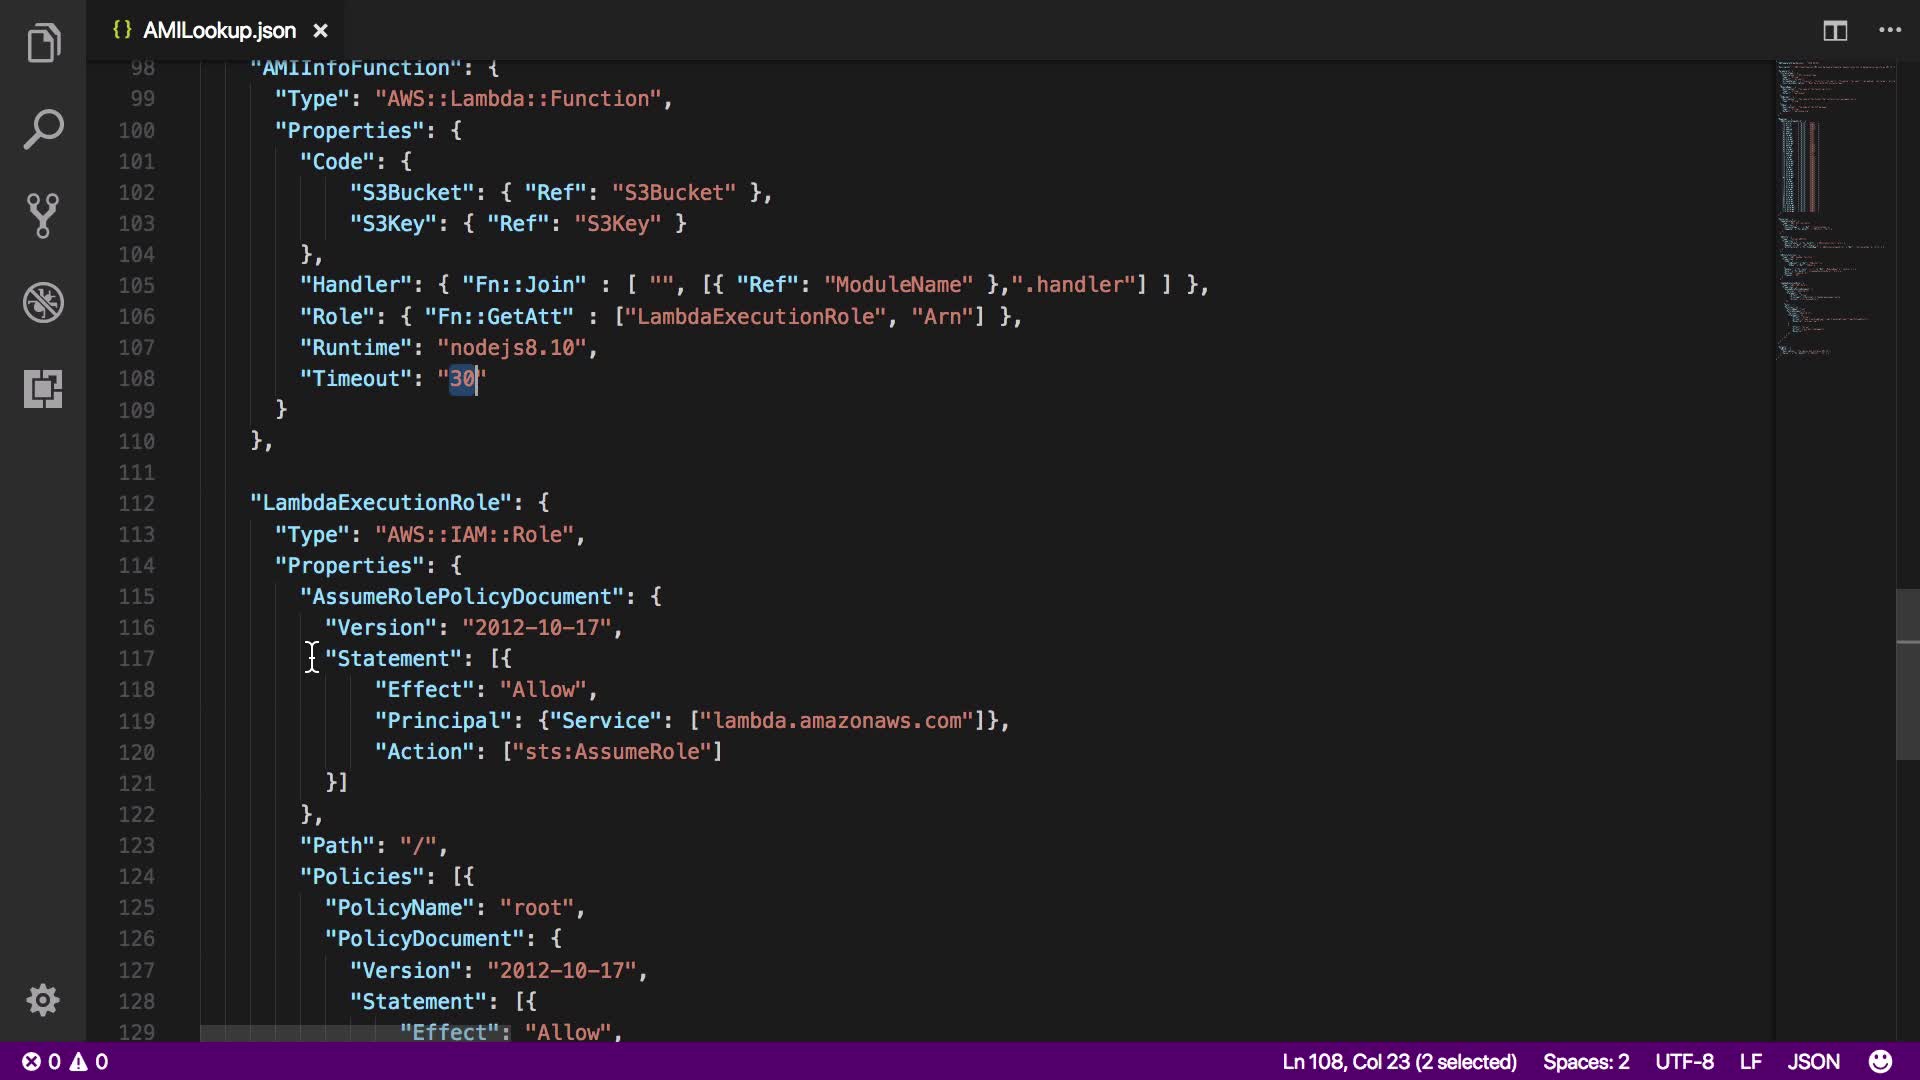 {} AMILookup.json ×
98 "AMIInfoFunction": {
99 "Type": "AWS::Lambda::Function",
100 "Properties": {
101 "Code": {
102 "S3Bucket": { "Ref": "S3Bucket" },
103 "S3Key": { "Ref": "S3Key" }
104 },
105 "Handler": { "Fn::Join" : [ "", [{ "Ref": "ModuleName" },".handler"] ] },
106 "Role": { "Fn::GetAtt" : ["LambdaExecutionRole", "Arn"] },
107 "Runtime": "nodejs8.10",
108 "Timeout": "30"
109 }
110 },
111
112 "LambdaExecutionRole": {
113 "Type": "AWS::IAM::Role",
114 "Properties": {
115 "AssumeRolePolicyDocument": {
116 "Version": "2012-10-17",
117 "Statement": [{
118 "Effect": "Allow",
119 "Principal": {"Service": ["lambda.amazonaws.com"]},
120 "Action": ["sts:AssumeRole"]
121 }]
122 },
123 "Path": "/",
124 "Policies": [{
125 "PolicyName": "root",
126 "PolicyDocument": {
127 "Version": "2012-10-17",
128 "Statement": [{
129 "Effect": "Allow",
0 0 Ln 108, Col 23 (2 selected) Spaces: 2 UTF-8 LF JSON